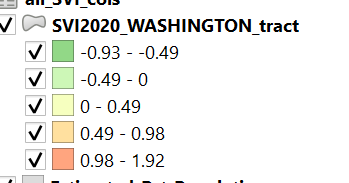 all_SVI_cols
SVI2020_WASHINGTON_tract
-0.93 - -0.49
-0.49 - 0
0 - 0.49
0.49 - 0.98
0.98 - 1.92